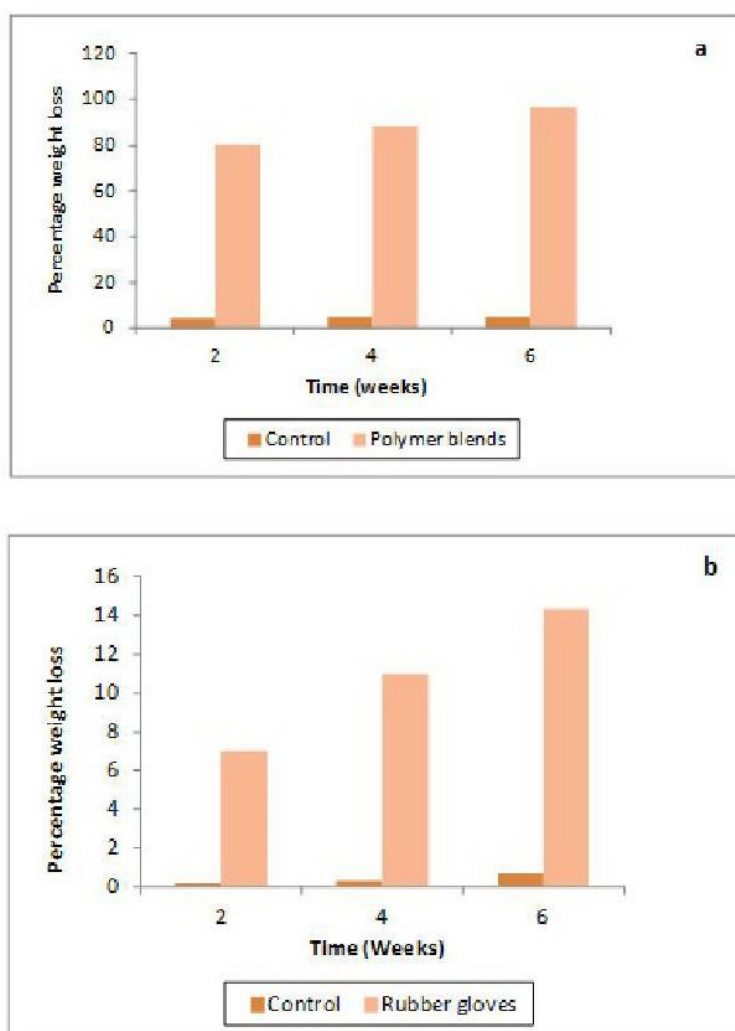 a
Percentage weight loss
120
100
80
60
40
20
0
2 4 6
Time (weeks)
Control Polymer blends
b
Percentage weight loss
16
14
12
10
8
6
4
2
0
2 4 6
Time (Weeks)
Control Rubber gloves